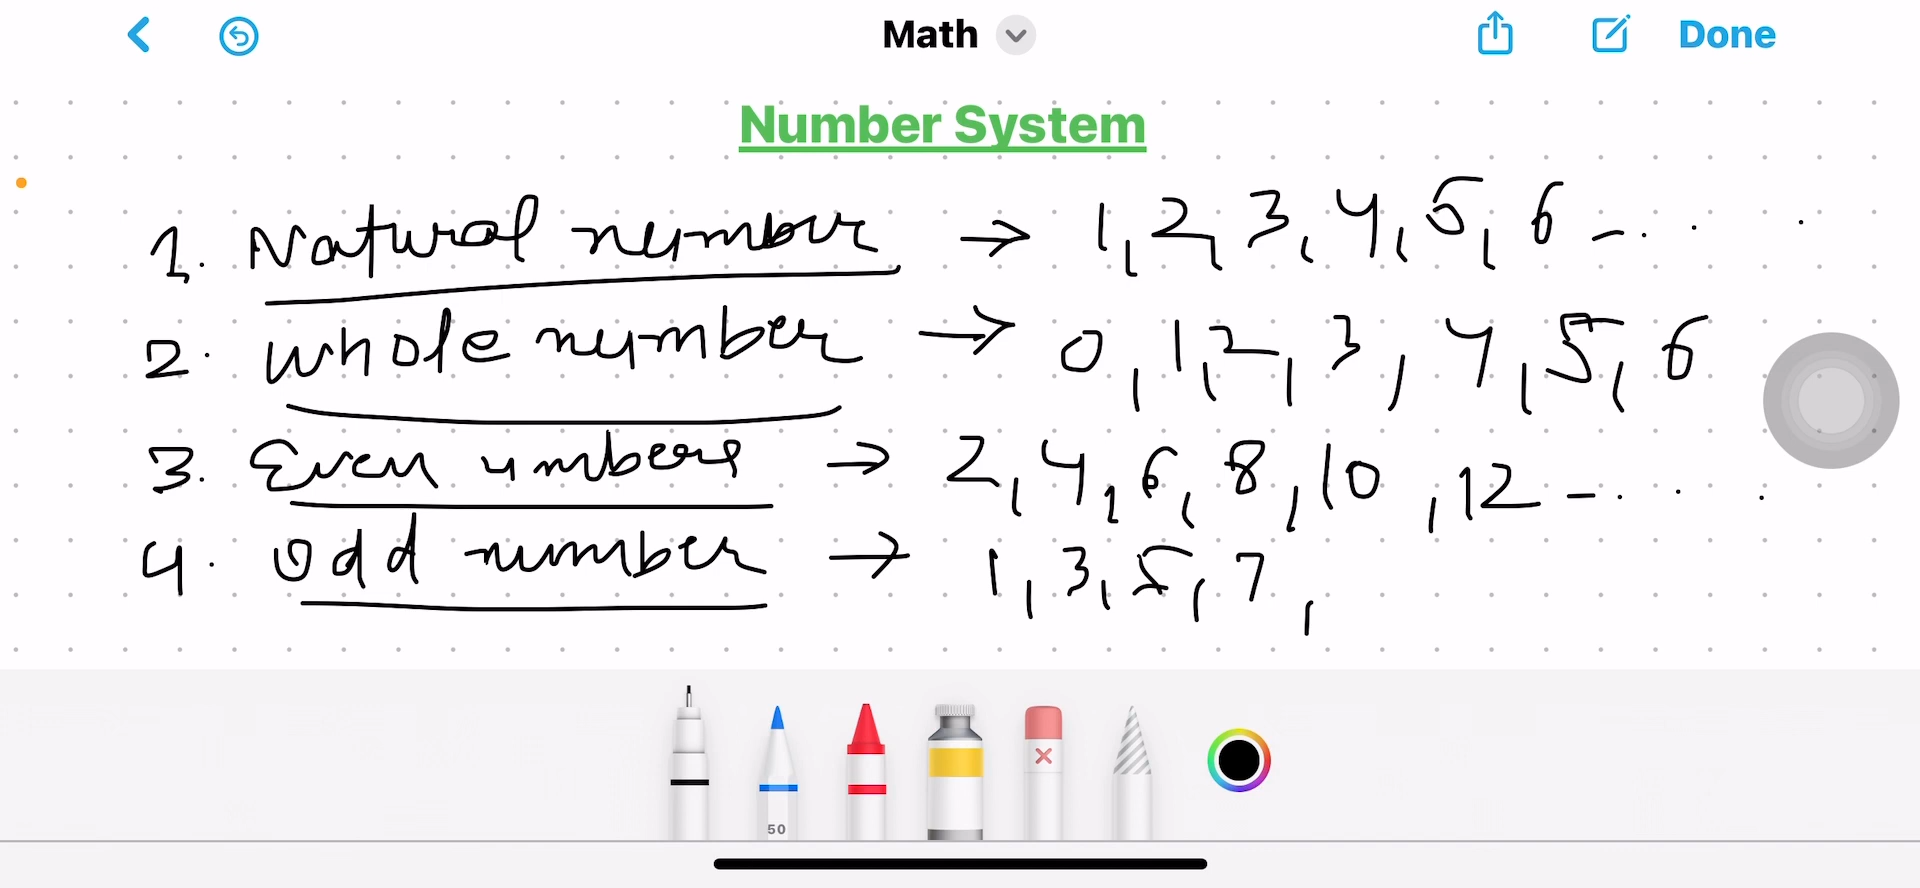 Math
Done
Number System
1. Natural number → 1, 2, 3, 4, 5, 6 - . . .
2. whole number → 0, 1, 2, 3, 4, 5, 6
3. Even umbers → 2, 4, 6, 8, 10, 12 - . . .
4. odd number → 1, 3, 5, 7,
50